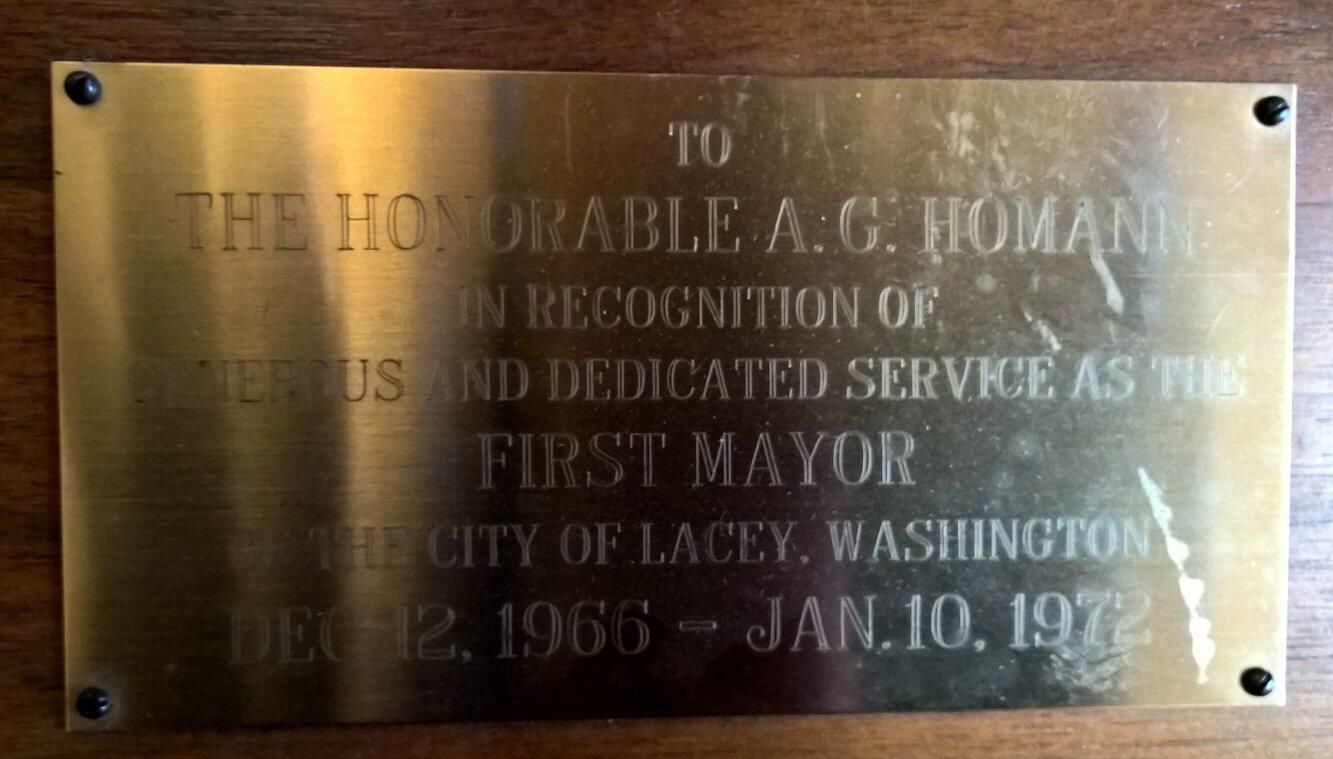 TO
THE HONORABLE A. G. HOMANN
IN RECOGNITION OF
GENEROUS AND DEDICATED SERVICE AS THE
FIRST MAYOR
OF THE CITY OF LACEY, WASHINGTON
DEC 12, 1966 - JAN. 10, 1972